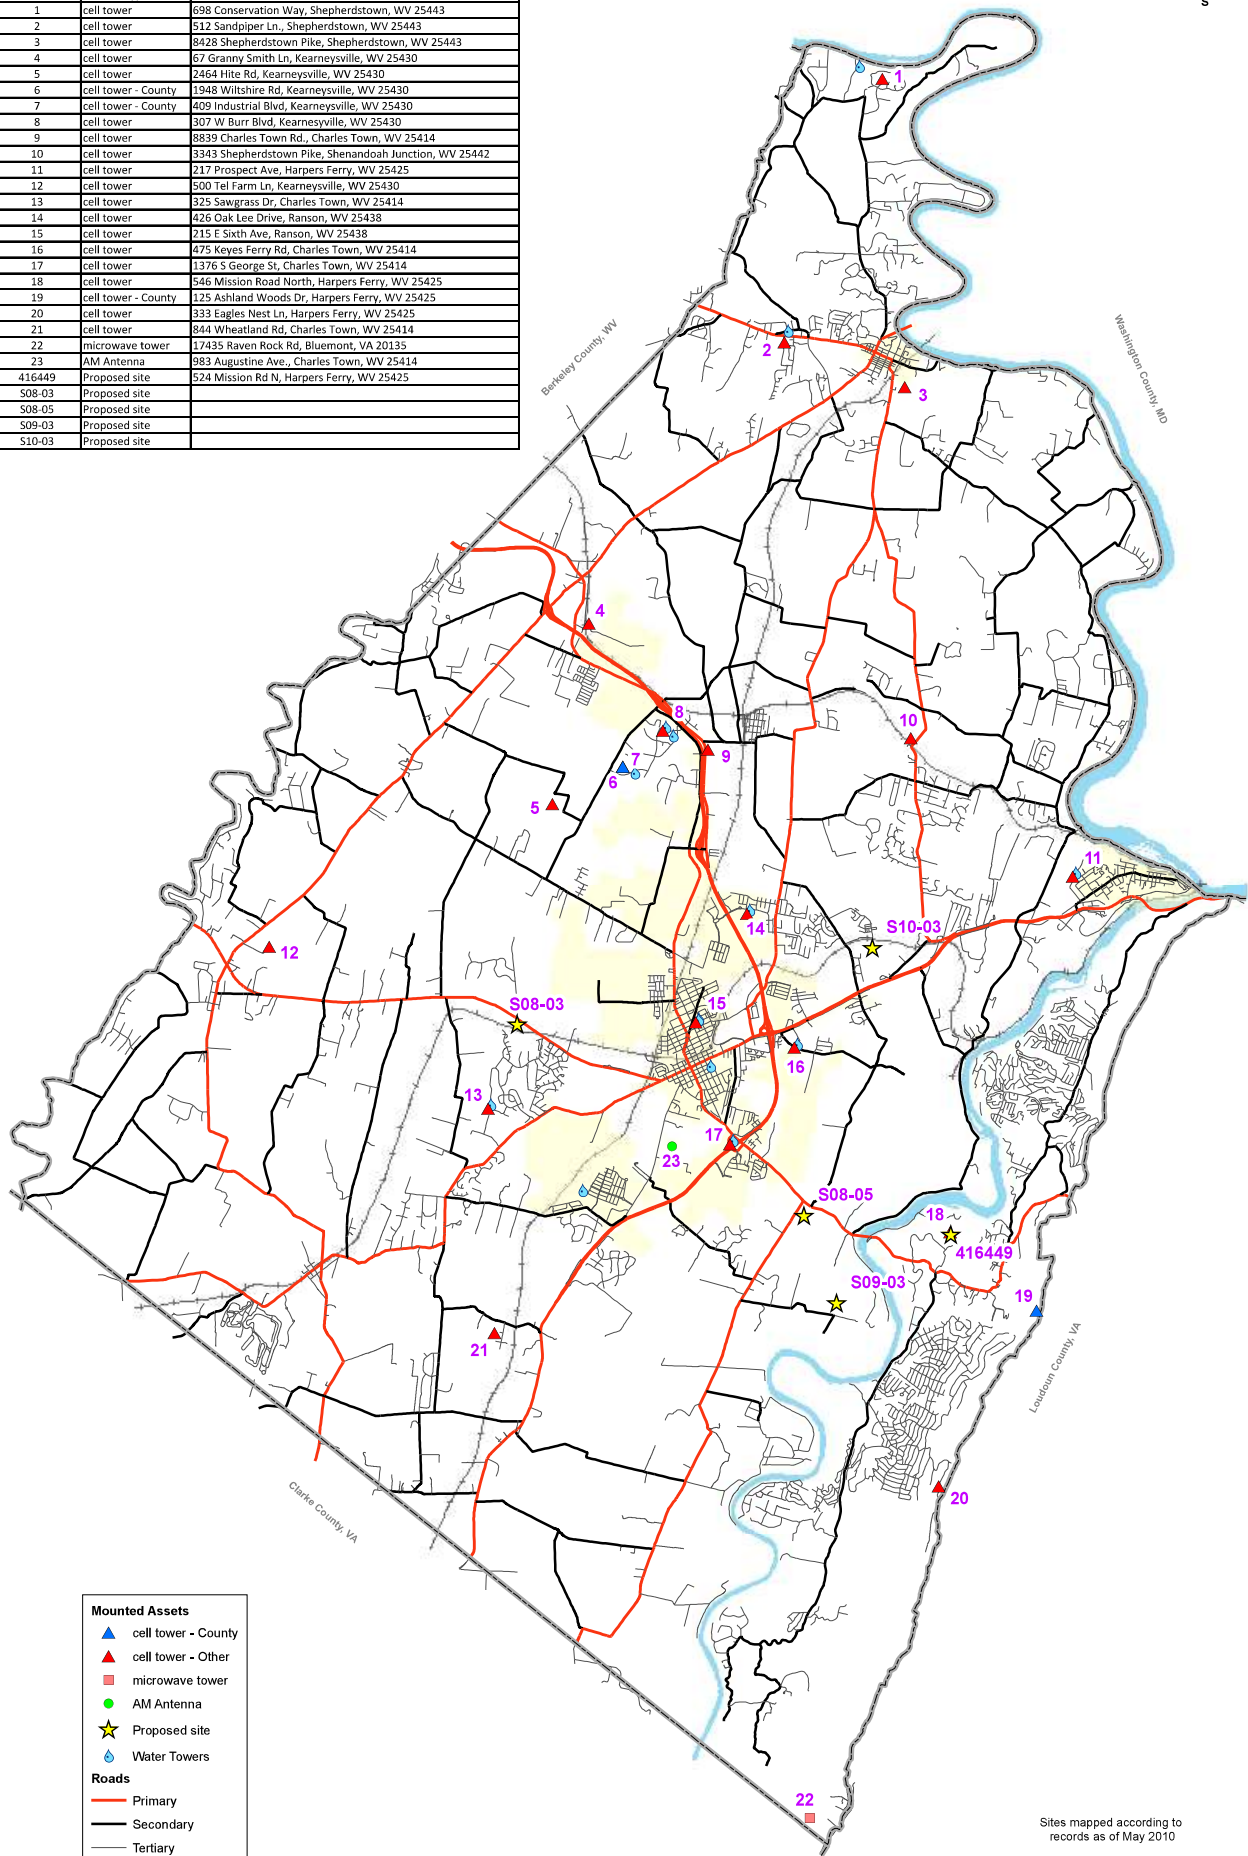 S
1 cell tower 698 Conservation Way, Shepherdstown, WV 25443
2 cell tower 512 Sandpiper Ln., Shepherdstown, WV 25443
3 cell tower 8428 Shepherdstown Pike, Shepherdstown, WV 25443
4 cell tower 67 Granny Smith Ln, Kearneysville, WV 25430
5 cell tower 2464 Hite Rd, Kearneysville, WV 25430
6 cell tower - County 1948 Wiltshire Rd, Kearneysville, WV 25430
7 cell tower - County 409 Industrial Blvd, Kearneysville, WV 25430
8 cell tower 307 W Burr Blvd, Kearnesyville, WV 25430
9 cell tower 8839 Charles Town Rd., Charles Town, WV 25414
10 cell tower 3343 Shepherdstown Pike, Shenandoah Junction, WV 25442
11 cell tower 217 Prospect Ave, Harpers Ferry, WV 25425
12 cell tower 500 Tel Farm Ln, Kearneysville, WV 25430
13 cell tower 325 Sawgrass Dr, Charles Town, WV 25414
14 cell tower 426 Oak Lee Drive, Ranson, WV 25438
15 cell tower 215 E Sixth Ave, Ranson, WV 25438
16 cell tower 475 Keyes Ferry Rd, Charles Town, WV 25414
17 cell tower 1376 S George St, Charles Town, WV 25414
18 cell tower 546 Mission Road North, Harpers Ferry, WV 25425
19 cell tower - County 125 Ashland Woods Dr, Harpers Ferry, WV 25425
20 cell tower 333 Eagles Nest Ln, Harpers Ferry, WV 25425
21 cell tower 844 Wheatland Rd, Charles Town, WV 25414
22 microwave tower 17435 Raven Rock Rd, Bluemont, VA 20135
23 AM Antenna 983 Augustine Ave., Charles Town, WV 25414
416449 Proposed site 524 Mission Rd N, Harpers Ferry, WV 25425
S08-03 Proposed site
S08-05 Proposed site
S09-03 Proposed site
S10-03 Proposed site
1
Berkeley County, WV
Washington County, MD
2
3
4
8
10
9
7
6
5
11
14
S10-03
12
S08-03
15
16
13
17
23
S08-05
18
416449
S09-03
19
21
Loudoun County, VA
20
Clarke County, VA
22
Mounted Assets
cell tower - County
cell tower - Other
microwave tower
AM Antenna
Proposed site
Water Towers
Roads
Primary
Secondary
Tertiary
Sites mapped according to
records as of May 2010